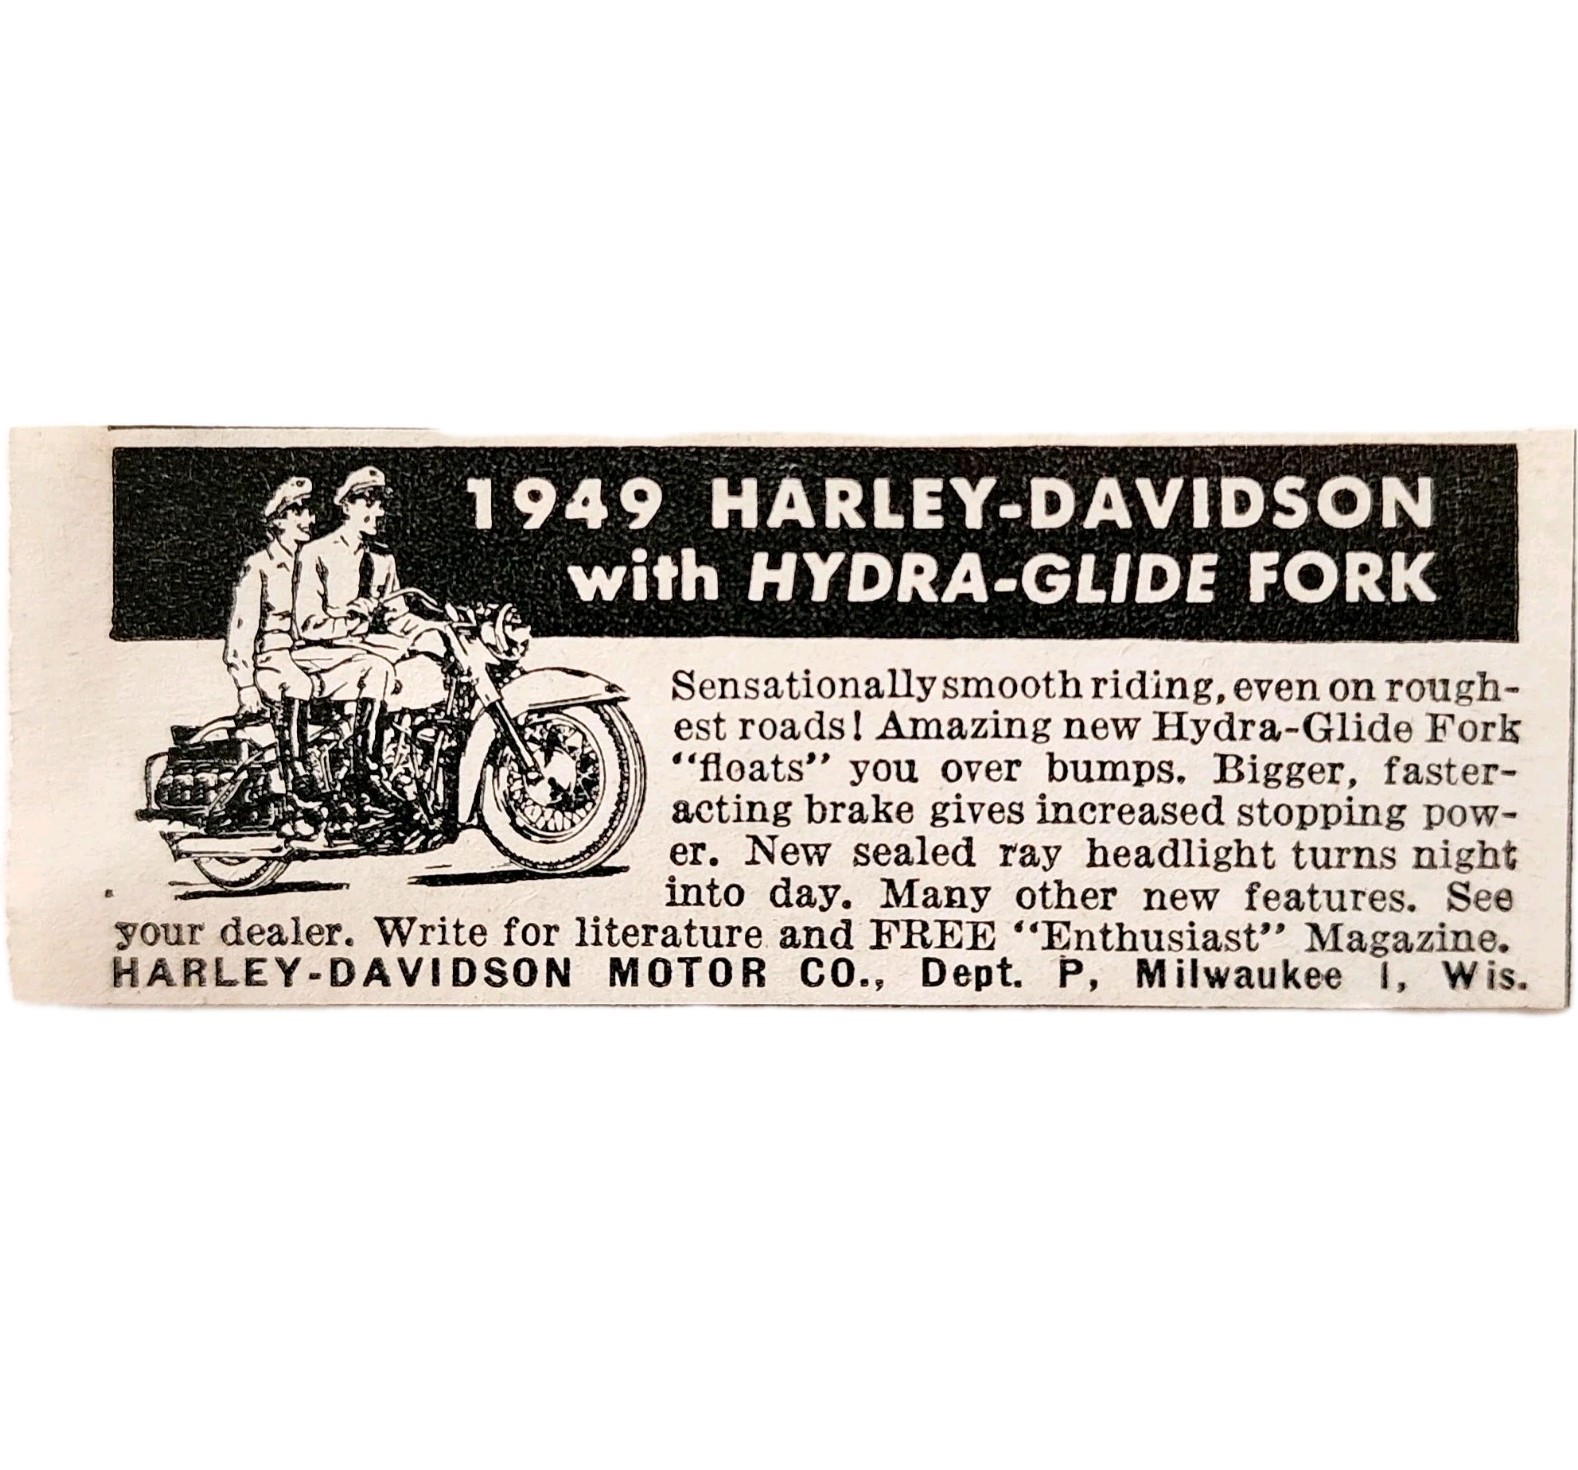 1949 HARLEY-DAVIDSON
with HYDRA-GLIDE FORK
Sensationally smooth riding, even on rough-
est roads! Amazing new Hydra-Glide Fork
“floats” you over bumps. Bigger, faster-
acting brake gives increased stopping pow-
er. New sealed ray headlight turns night
into day. Many other new features. See
your dealer. Write for literature and FREE “Enthusiast” Magazine.
HARLEY-DAVIDSON MOTOR CO., Dept. P, Milwaukee 1, Wis.